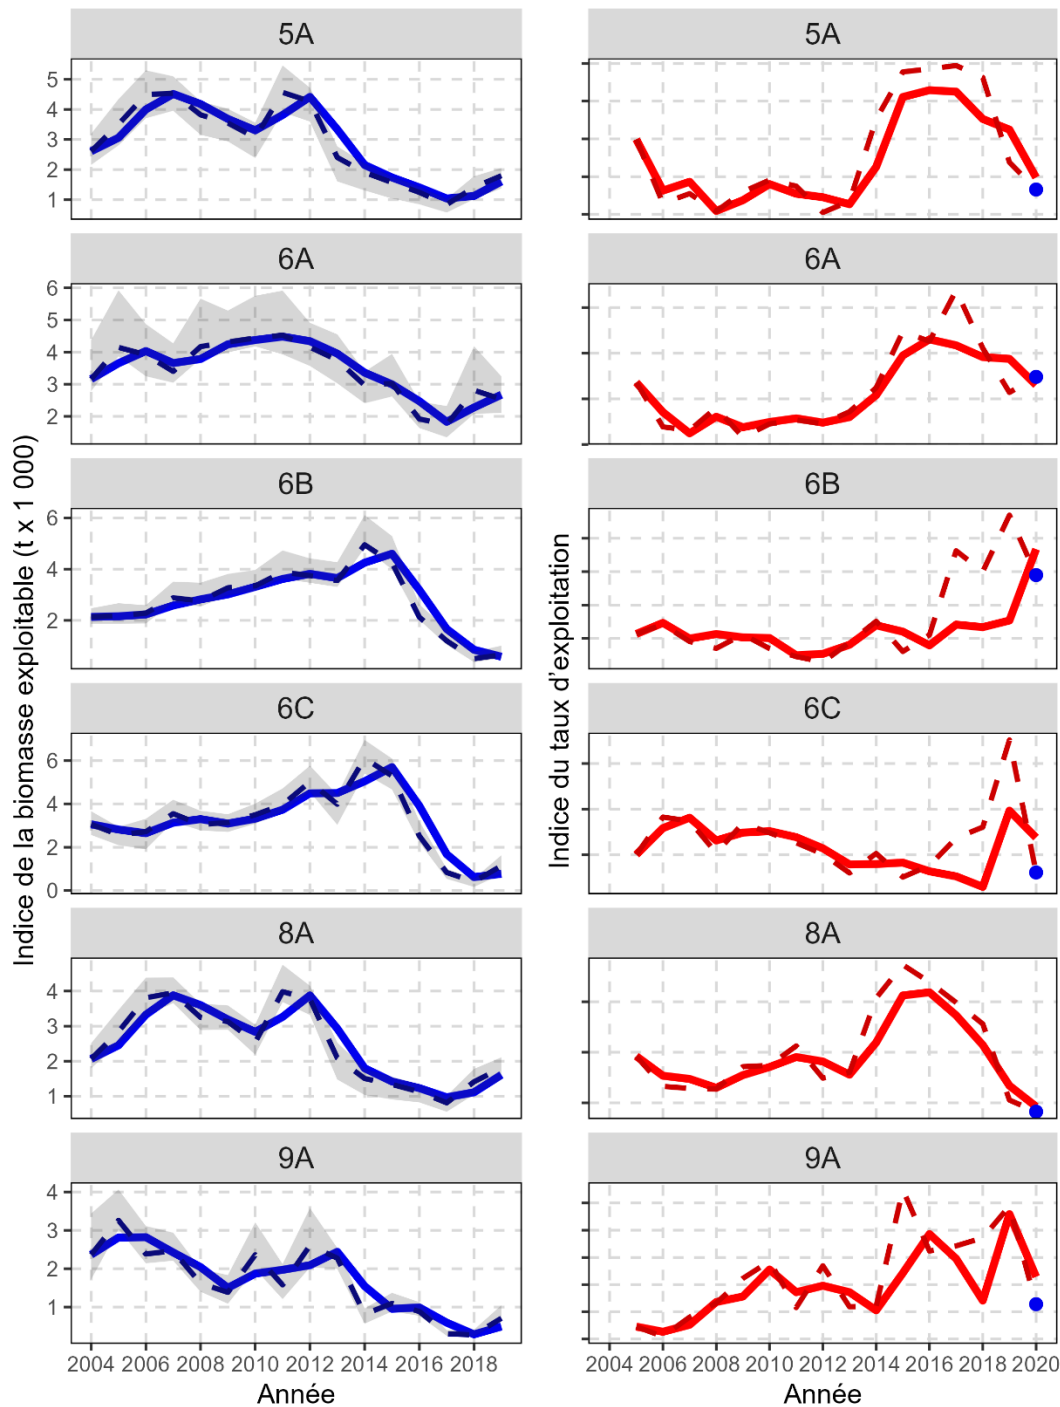 5A
5
4
3
2
1
5A
6A
6
5
4
3
2
6A
6B
6
4
2
6B
6C
6
4
2
0
6C
8A
4
3
2
1
8A
9A
4
3
2
1
9A
2004 2006 2008 2010 2012 2014 2016 2018
2004 2006 2008 2010 2012 2014 2016 2018 2020
Année
Année
Indice de la biomasse exploitable (t x 1 000)
Indice du taux d'exploitation